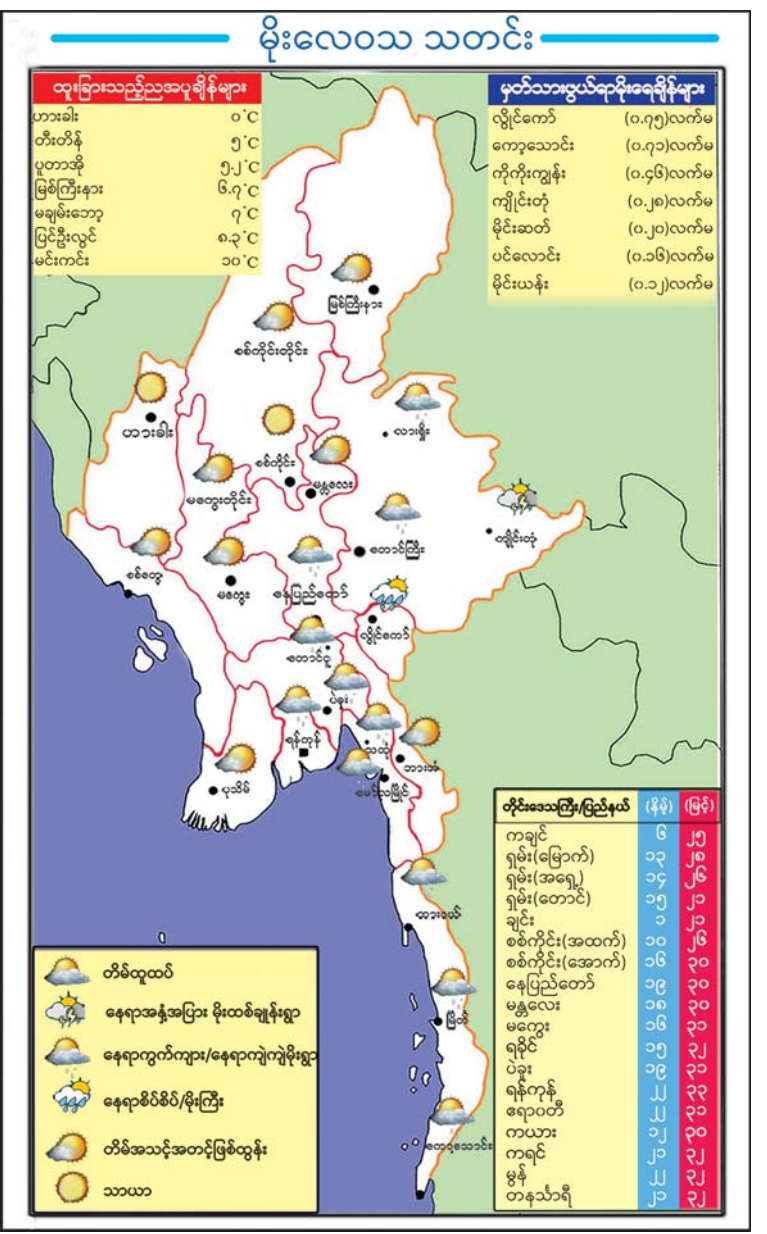 မိုးလေဝသ သတင်း
ထူးခြားသည့်ညအပူချိန်များ
ဟားခါး ၀°C
တီးတိန် ၅°C
ပူတာအို ၅.၂°C
မြစ်ကြီးနား ၆.၇°C
မချမ်းဘော့ ၇°C
ပြင်ဦးလွင် ၈.၃°C
မင်းကင်း ၁၀°C
မှတ်သားဖွယ်ရာမိုးရေချိန်များ
လွိုင်ကော် (၀.၇၅)လက်မ
ကော့သောင်း (၀.၇၁)လက်မ
ကိုကိုးကျွန်း (၀.၄၆)လက်မ
ကျိုင်းတုံ (၀.၂၈)လက်မ
မိုင်းဆတ် (၀.၂၀)လက်မ
ပင်လောင်း (၀.၁၆)လက်မ
မိုင်းယန်း (၀.၁၂)လက်မ
မြစ်ကြီးနား
စစ်ကိုင်းတိုင်း
ဟားခါး
လားရှိုး
စစ်ကိုင်း
မန္တလေး
မကွေးတိုင်း
ကျိုင်းတုံ
တောင်ကြီး
စစ်တွေ
မကွေး
နေပြည်တော်
လွိုင်ကော်
တောင်ငူ
ပဲခူး
ရန်ကုန်
သထုံ
ဘားအံ
ပုသိမ်
မော်လမြိုင်
ထားဝယ်
မြိတ်
ကော့သောင်း
တိမ်ထူထပ်
နေရာအနှံ့အပြား မိုးထစ်ချုန်းရွာ
နေရာကွက်ကျား/နေရာကျဲကျဲမိုးရွာ
နေရာစိပ်စိပ်/မိုးကြီး
တိမ်အသင့်အတင့်ဖြစ်ထွန်း
သာယာ
တိုင်းဒေသကြီး/ပြည်နယ် (နိမ့်) (မြင့်)
ကချင် ၆ ၂၅
ရှမ်း(မြောက်) ၁၃ ၂၈
ရှမ်း(အရှေ့) ၁၄ ၂၆
ရှမ်း(တောင်) ၁၅ ၂၁
ချင်း ၁ ၂၁
စစ်ကိုင်း(အထက်) ၁၀ ၂၆
စစ်ကိုင်း(အောက်) ၁၆ ၃၀
နေပြည်တော် ၁၉ ၃၀
မန္တလေး ၁၈ ၃၀
မကွေး ၁၆ ၃၁
ရခိုင် ၁၅ ၃၂
ပဲခူး ၁၉ ၃၁
ရန်ကုန် ၂၂ ၃၃
ဧရာဝတီ ၂၂ ၃၁
ကယား ၁၂ ၃၀
ကရင် ၂၁ ၃၂
မွန် ၂၂ ၃၂
တနင်္သာရီ ၂၁ ၃၂